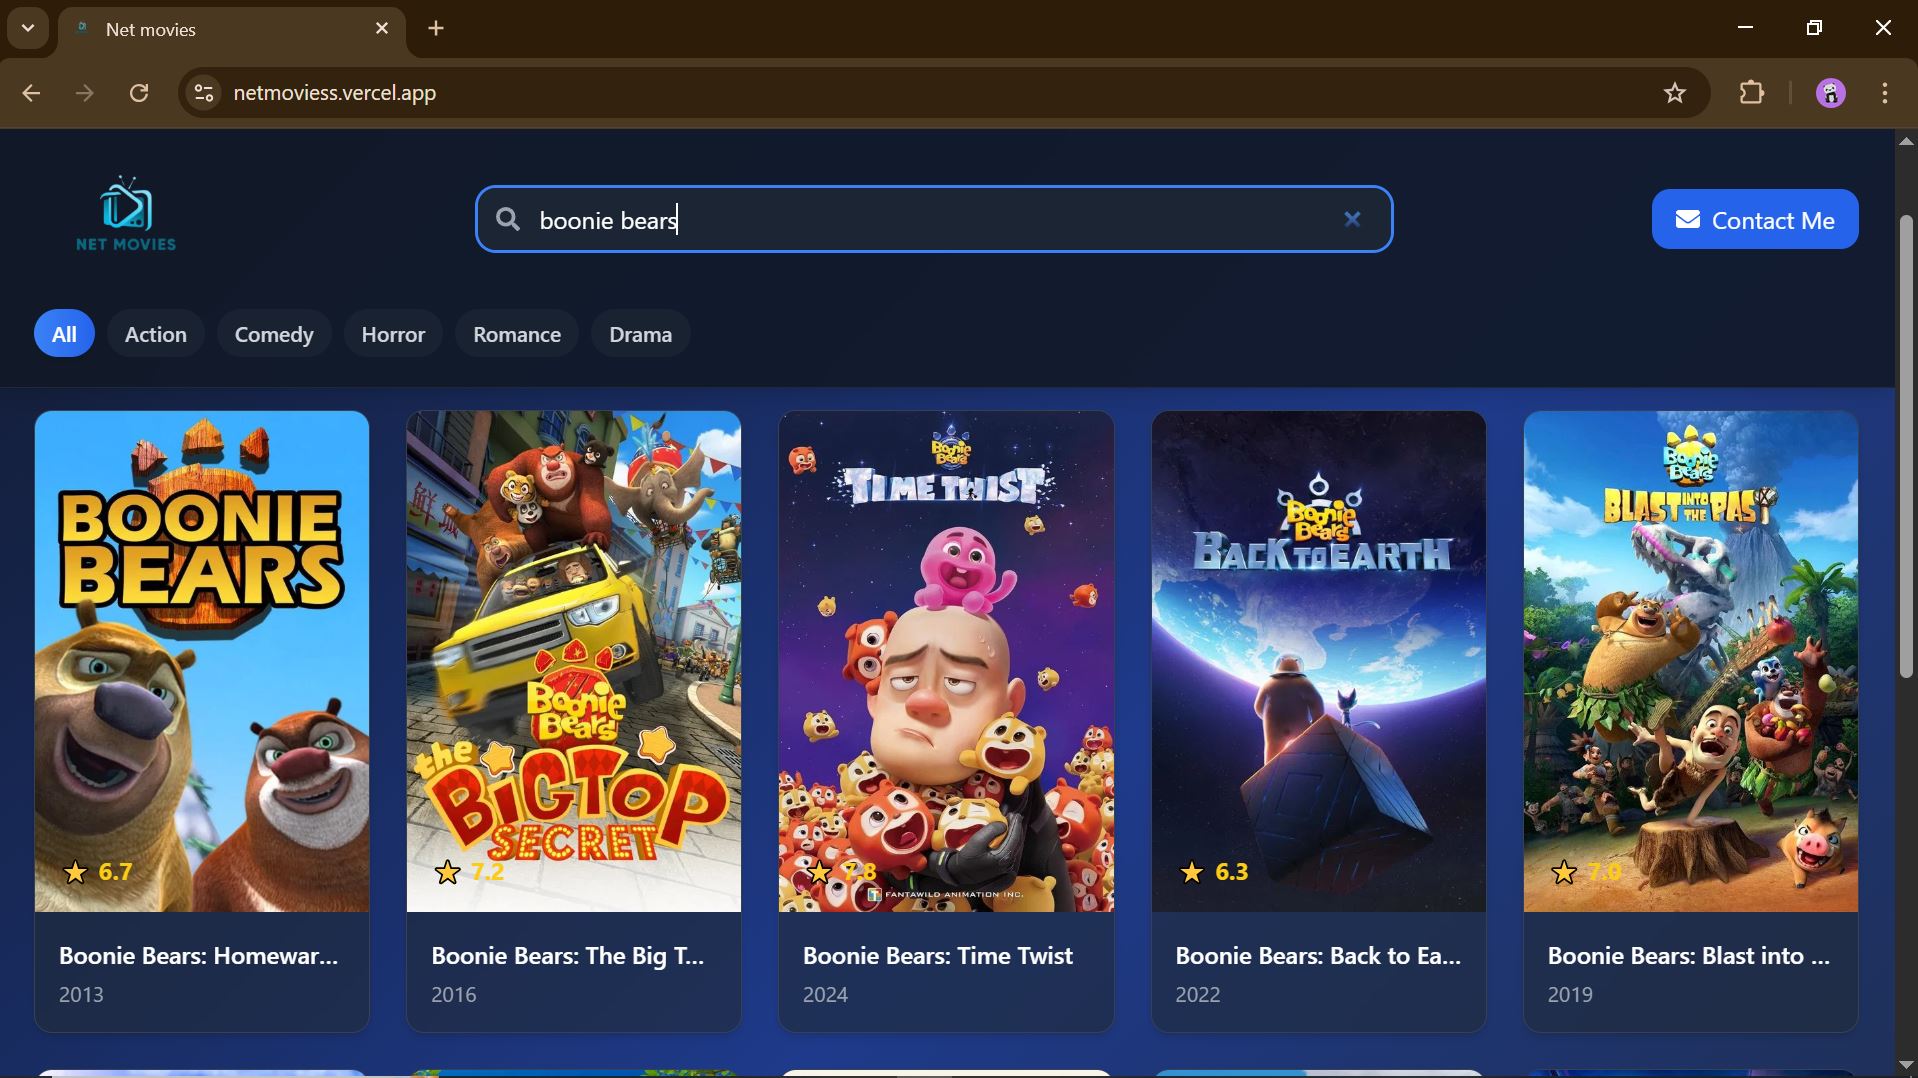 Net movies
netmoviess.vercel.app
NET MOVIES
boonie bears
Contact Me
All
Action
Comedy
Horror
Romance
Drama
BOONIE
BEARS
6.7
Boonie Bears: Homewar...
2013
Boonie
Bears
the
BIGTOP
SECRET
7.2
Boonie Bears: The Big T...
2016
Boonie
Bears
TIME TWIST
7.8
FANTAWILD ANIMATION INC.
Boonie Bears: Time Twist
2024
Boonie
Bears
BACK TO EARTH
6.3
Boonie Bears: Back to Ea...
2022
Boonie
Bears
BLAST INTO THE PAST
7.0
Boonie Bears: Blast into ...
2019